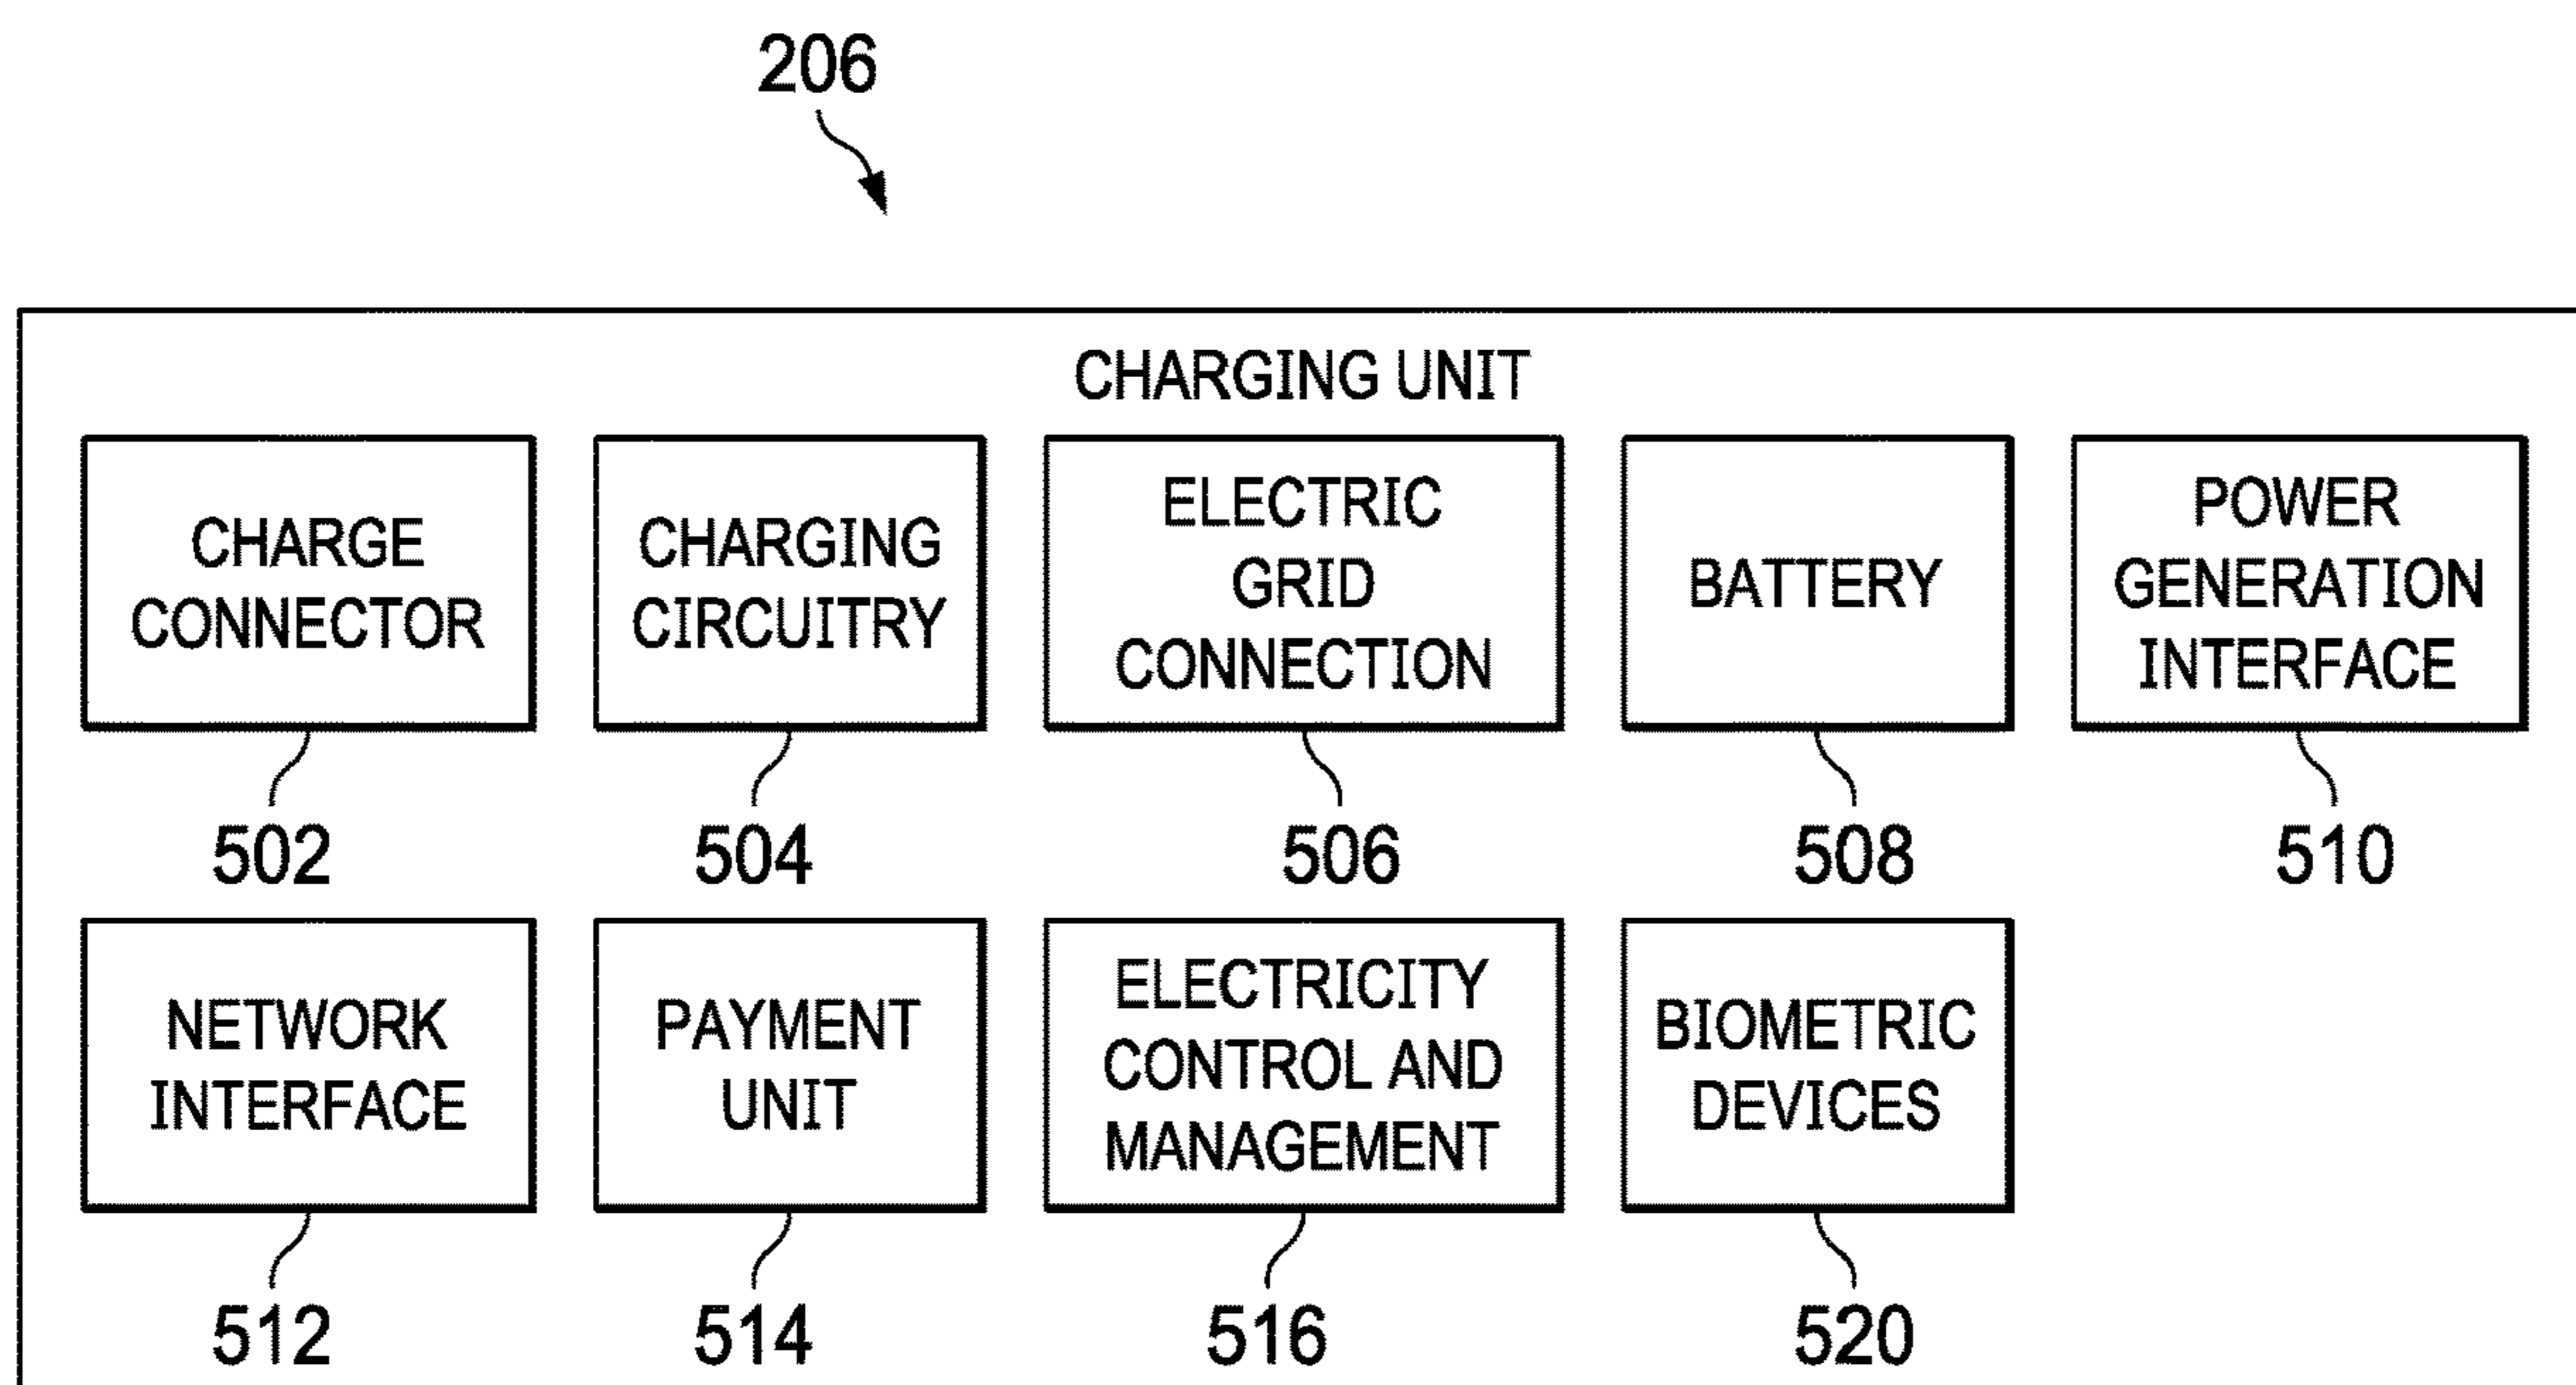 206
CHARGING UNIT
CHARGE
CONNECTOR
CHARGING
CIRCUITRY
ELECTRIC
GRID
CONNECTION
BATTERY
POWER
GENERATION
INTERFACE
502
504
506
508
510
NETWORK
INTERFACE
PAYMENT
UNIT
ELECTRICITY
CONTROL AND
MANAGEMENT
BIOMETRIC
DEVICES
512
514
516
520